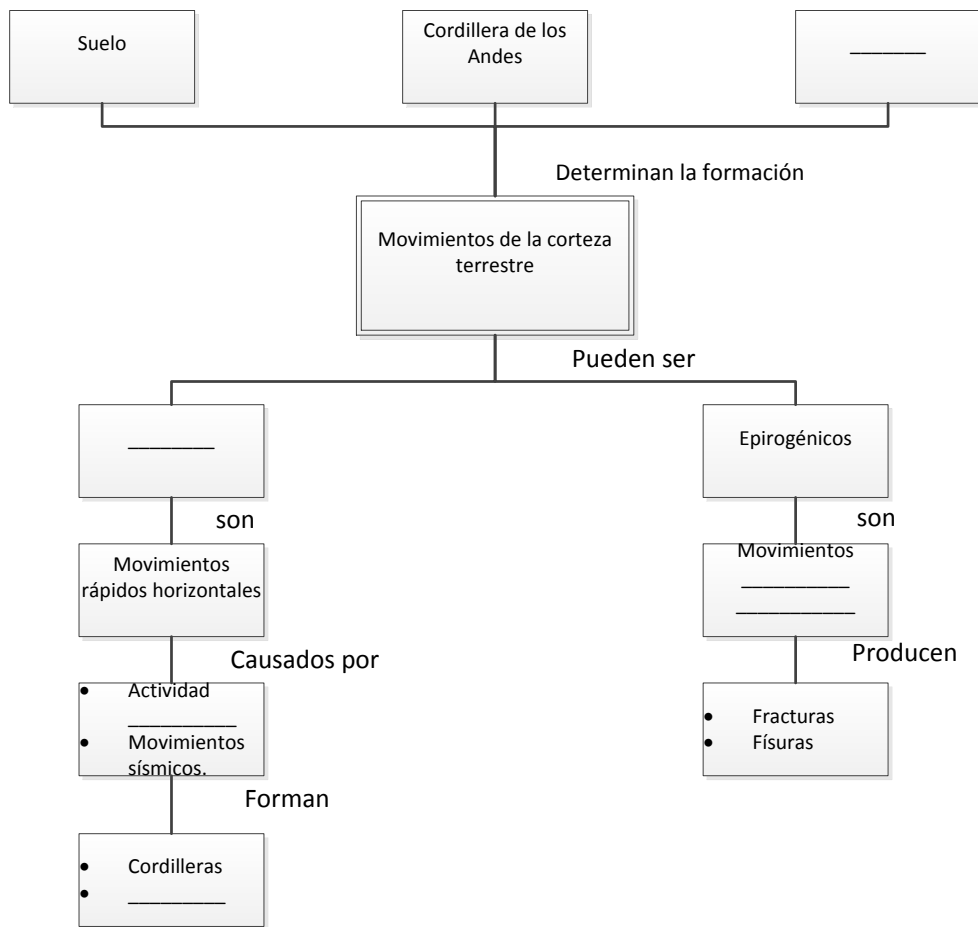 Suelo
Cordillera de los
Andes
_______
Determinan la formación
Movimientos de la corteza
terrestre
Pueden ser
________
Epirogénicos
son
son
Movimientos
rápidos horizontales
Movimientos
__________
___________
Causados por
Producen
• Actividad
__________
• Movimientos
sísmicos.
• Fracturas
• Físuras
Forman
• Cordilleras
• _________